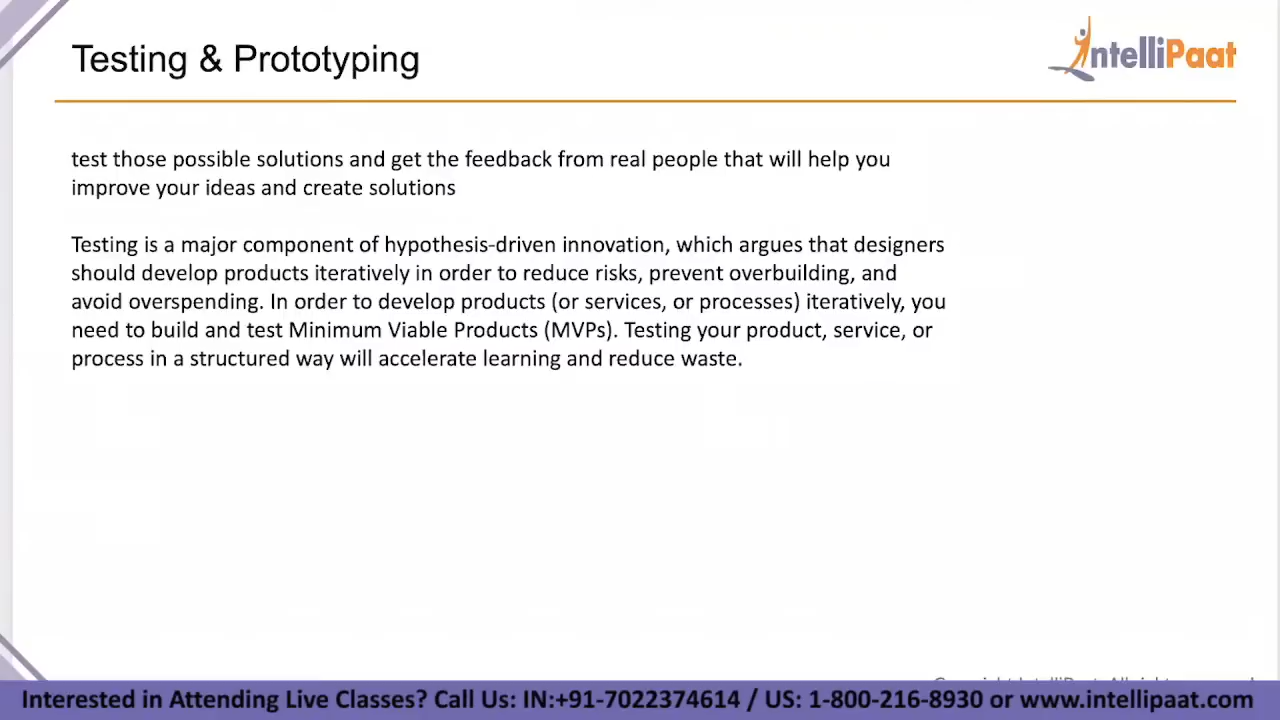 Testing & Prototyping
IntelliPaat
test those possible solutions and get the feedback from real people that will help you
improve your ideas and create solutions
Testing is a major component of hypothesis-driven innovation, which argues that designers
should develop products iteratively in order to reduce risks, prevent overbuilding, and
avoid overspending. In order to develop products (or services, or processes) iteratively, you
need to build and test Minimum Viable Products (MVPs). Testing your product, service, or
process in a structured way will accelerate learning and reduce waste.
Interested in Attending Live Classes? Call Us: IN:+91-7022374614 / US: 1-800-216-8930 or www.intellipaat.com